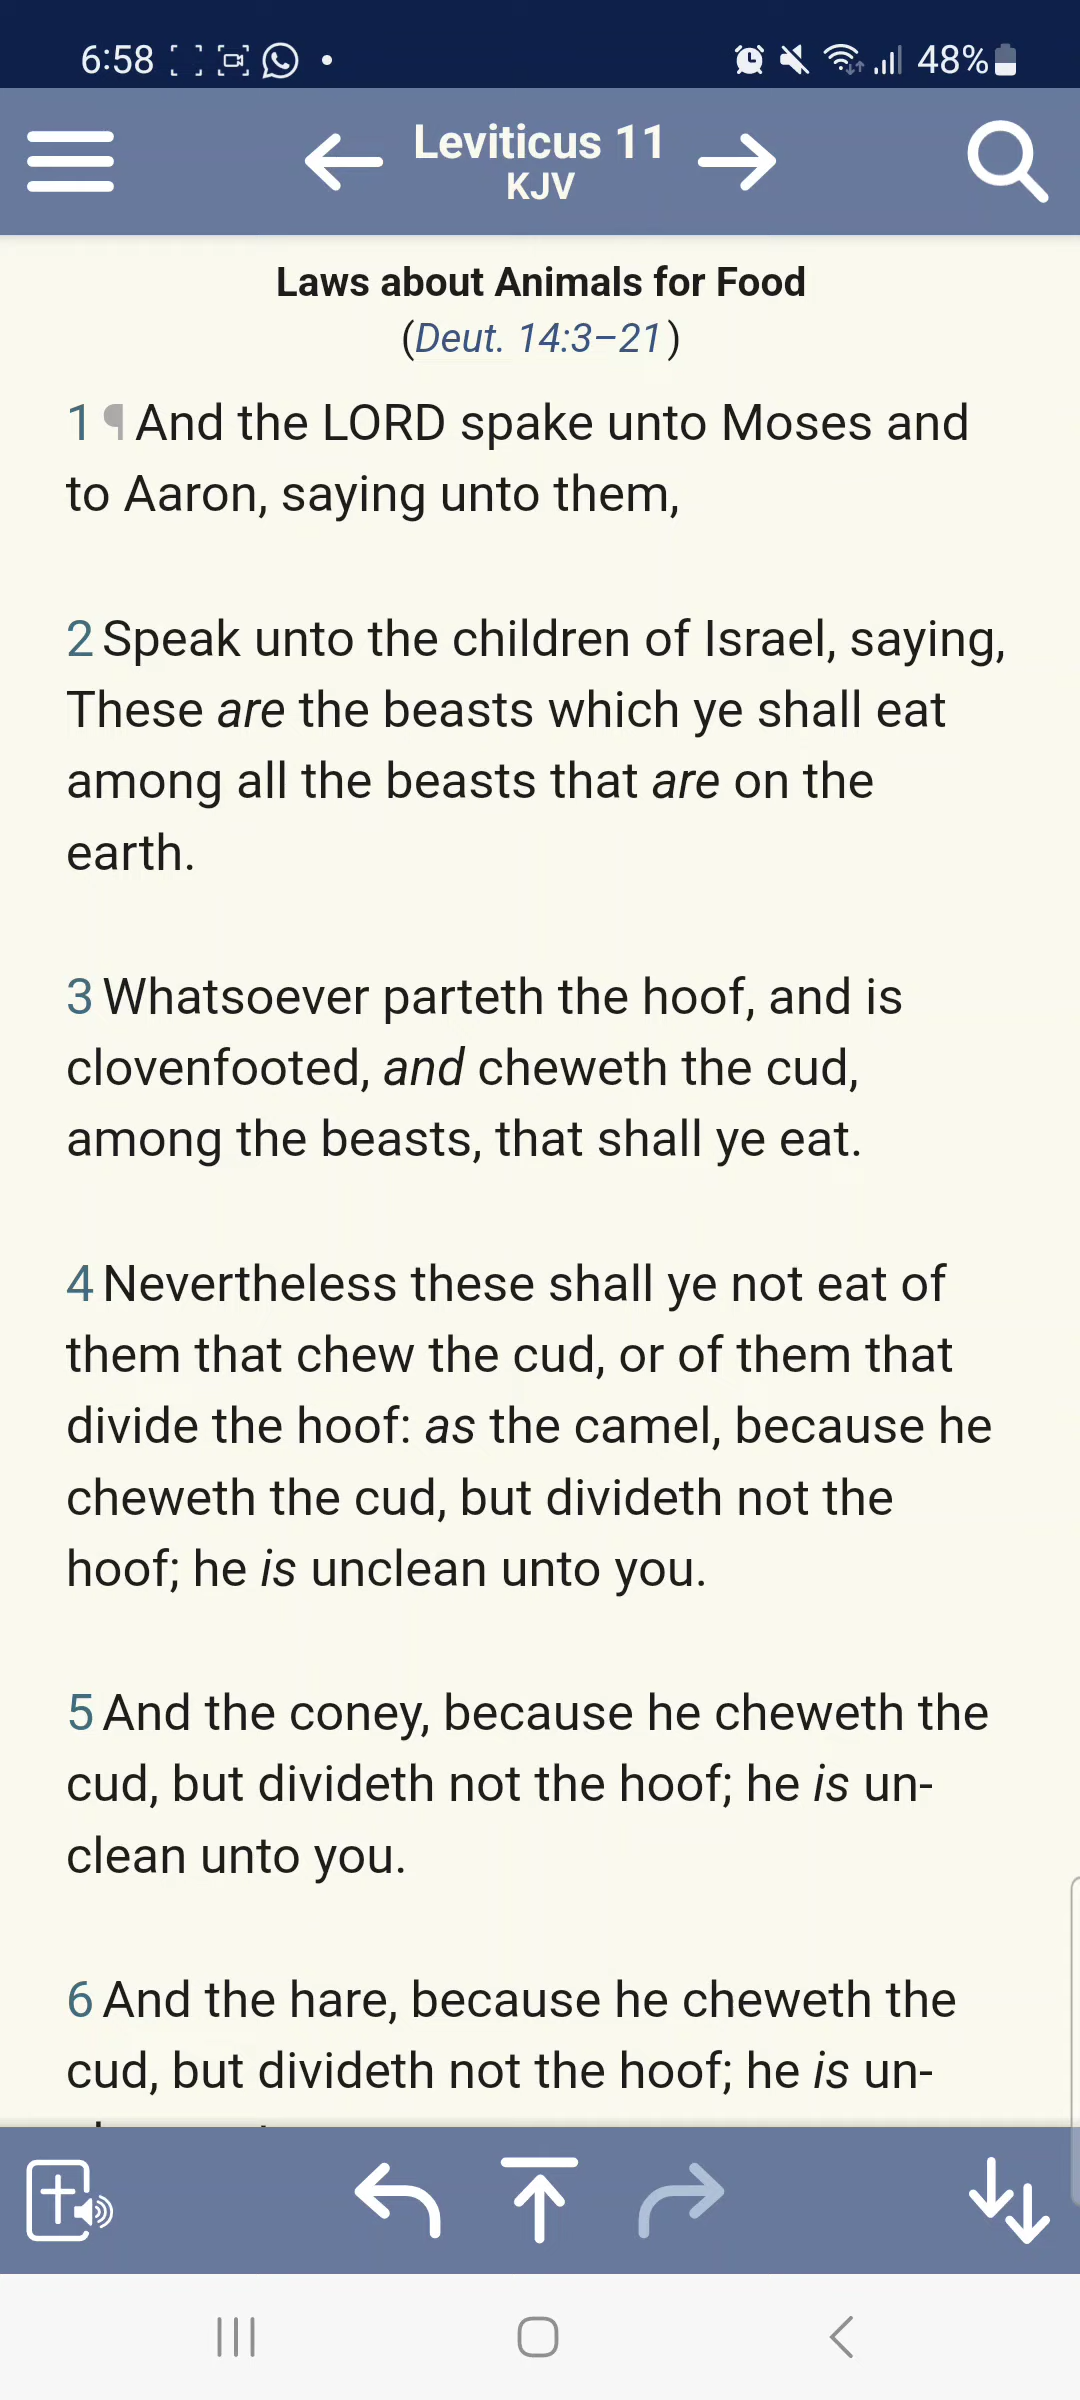 6:58
48%
Leviticus 11
KJV
Laws about Animals for Food
(Deut. 14:3–21)
1 ¶ And the LORD spake unto Moses and
to Aaron, saying unto them,
2 Speak unto the children of Israel, saying,
These are the beasts which ye shall eat
among all the beasts that are on the
earth.
3 Whatsoever parteth the hoof, and is
clovenfooted, and cheweth the cud,
among the beasts, that shall ye eat.
4 Nevertheless these shall ye not eat of
them that chew the cud, or of them that
divide the hoof: as the camel, because he
cheweth the cud, but divideth not the
hoof; he is unclean unto you.
5 And the coney, because he cheweth the
cud, but divideth not the hoof; he is un-
clean unto you.
6 And the hare, because he cheweth the
cud, but divideth not the hoof; he is un-